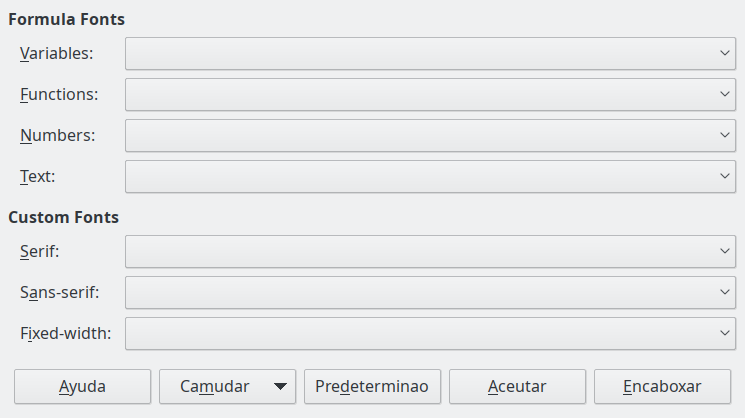 Formula Fonts
Variables:
Functions:
Numbers:
Text:
Custom Fonts
Serif:
Sans-serif:
Fixed-width:
Ayuda Camudar Predeterminao Aceutar Encaboxar